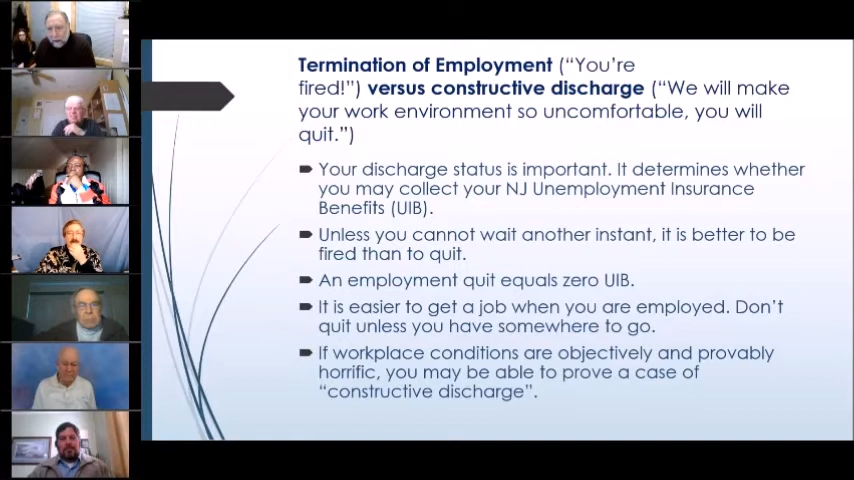 Termination of Employment (“You’re
fired!”) versus constructive discharge (“We will make
your work environment so uncomfortable, you will
quit.”)
Your discharge status is important. It determines whether
you may collect your NJ Unemployment Insurance
Benefits (UIB).
Unless you cannot wait another instant, it is better to be
fired than to quit.
An employment quit equals zero UIB.
It is easier to get a job when you are employed. Don’t
quit unless you have somewhere to go.
If workplace conditions are objectively and provably
horrific, you may be able to prove a case of
“constructive discharge”.